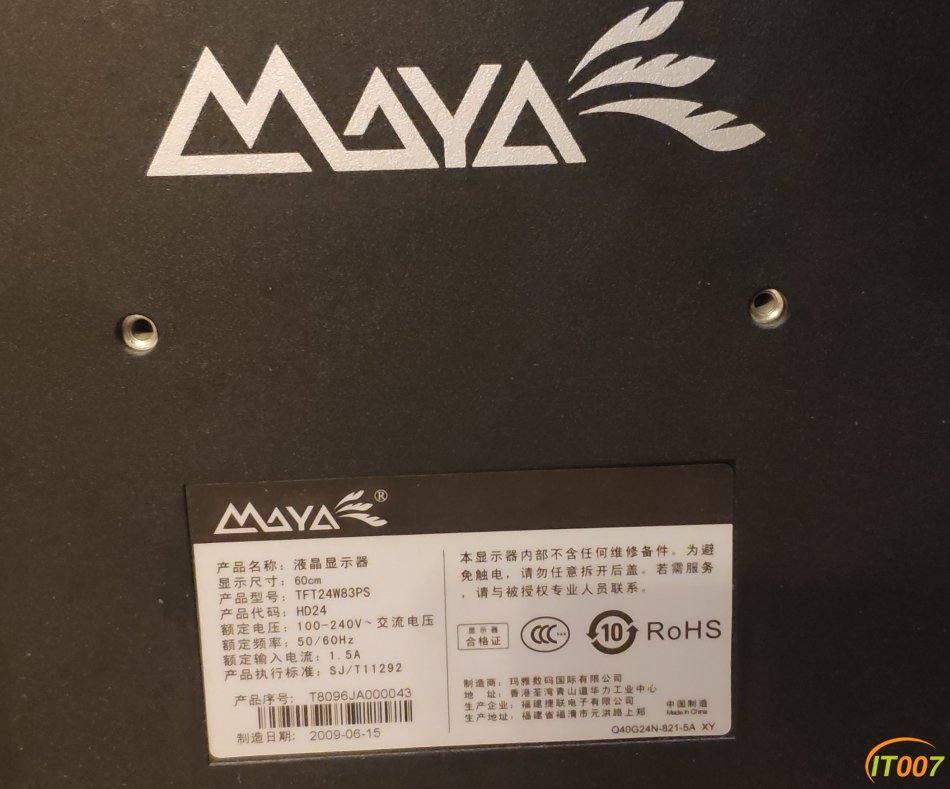 MAYA
MAYA®
产品名称：液晶显示器
显示尺寸：60cm
产品型号：TFT24W83PS
产品代码：HD24
额定电压：100-240V~交流电压
额定频率：50/60Hz
额定输入电流：1.5A
产品执行标准：SJ/T11292
产品序号：T8096JA000043
制造日期：2009-06-15
本显示器内部不含任何维修备件。为避
免触电，请勿任意拆开后盖。若需服务
，请与被授权专业人员联系。
显示器
合格证
CCC
10
RoHS
制造商：玛雅数码国际有限公司
地 址：香港荃湾青山道华力工业中心
生产企业：福建捷联电子有限公司
生产地址：福建省福清市元洪路上郑
中国制造
Made in China
Q40G24N-821-5A XY
IT007